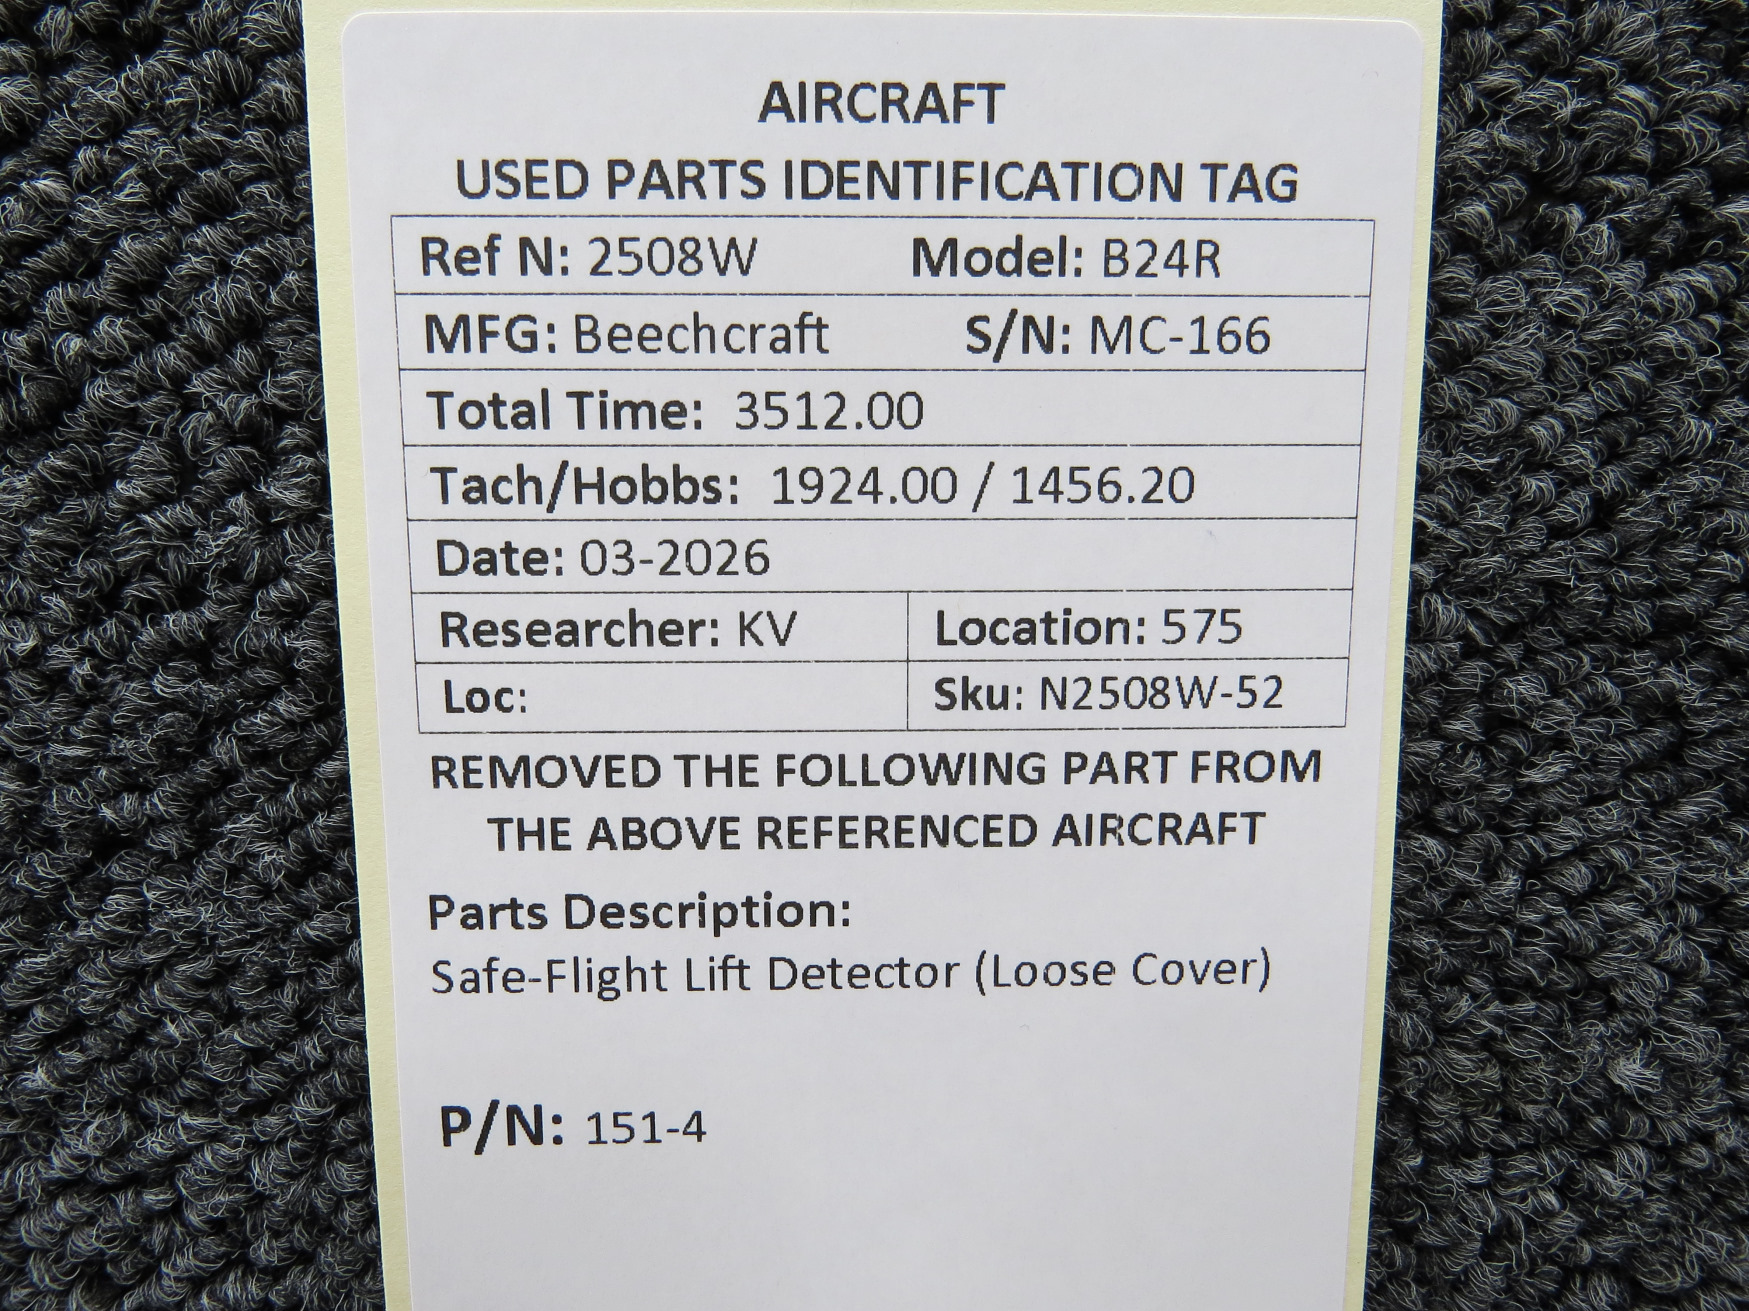 AIRCRAFT
USED PARTS IDENTIFICATION TAG
Ref N: 2508W Model: B24R
MFG: Beechcraft S/N: MC-166
Total Time: 3512.00
Tach/Hobbs: 1924.00 / 1456.20
Date: 03-2026
Researcher: KV Location: 575
Loc: Sku: N2508W-52
REMOVED THE FOLLOWING PART FROM
THE ABOVE REFERENCED AIRCRAFT
Parts Description:
Safe-Flight Lift Detector (Loose Cover)
P/N: 151-4